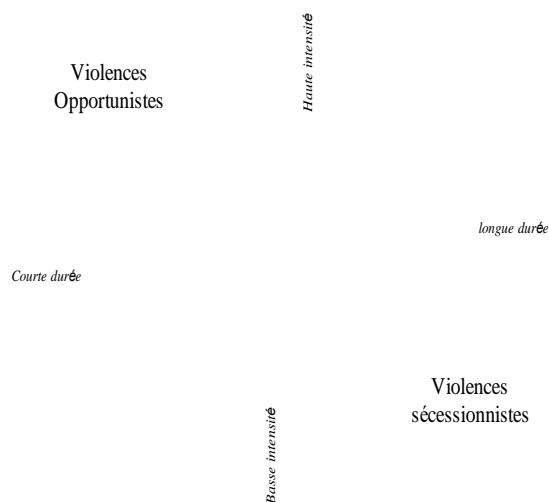 Haute intensité
Violences
Opportunistes
longue durée
Courte durée
Violences
sécessionnistes
Basse intensité